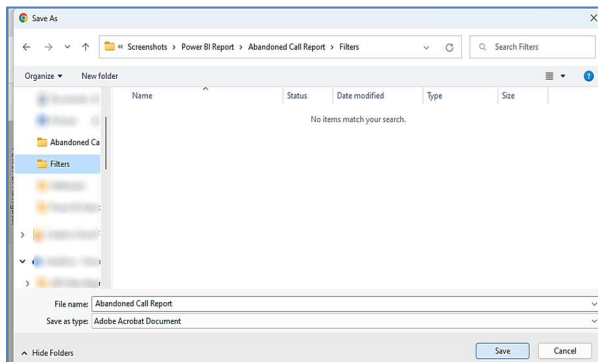 Save As
« Screenshots > Power BI Report > Abandoned Call Report > Filters
Search Filters
Organize New folder
Name Status Date modified Type Size
No items match your search.
Abandoned Ca
Filters
File name: Abandoned Call Report
Save as type: Adobe Acrobat Document
Hide Folders
Save Cancel